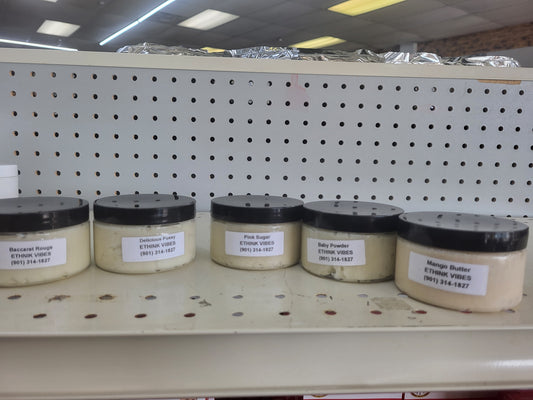 Baccarat Rouge
ETHINK VIBES
(901) 314-1827
Delicious Pussy
ETHINK VIBES
(901) 314-1827
Pink Sugar
ETHINK VIBES
(901) 314-1827
Baby Powder
ETHINK VIBES
(901) 314-1827
Mango Butter
ETHINK VIBES
(901) 314-1827